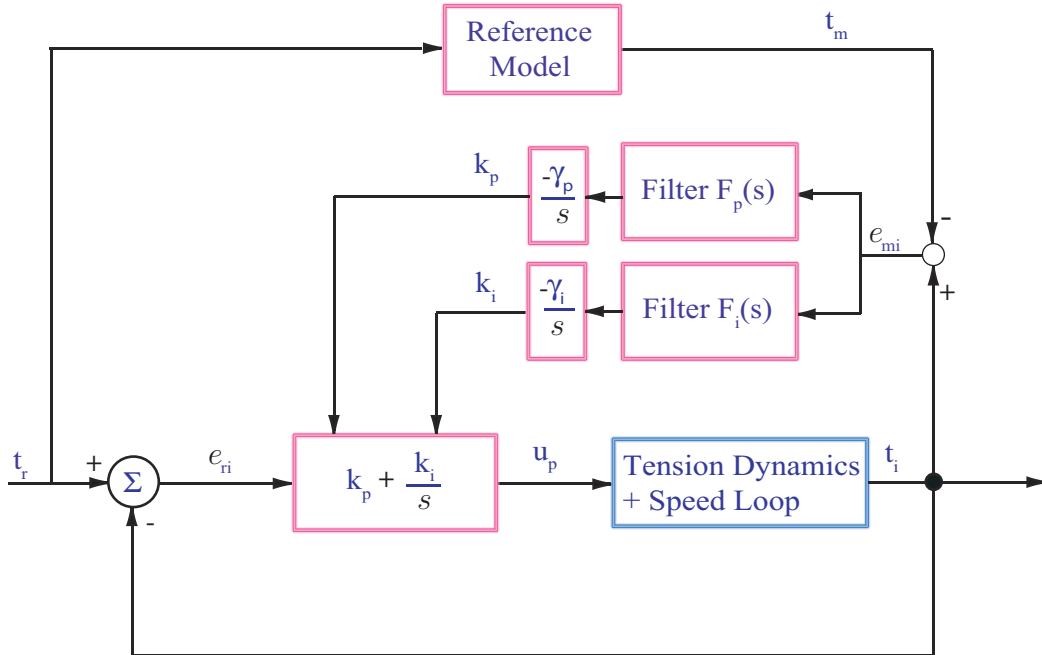 Reference
Model
t_m
k_p
-γ_p
s
Filter F_p(s)
-
e_mi
+
k_i
-γ_i
s
Filter F_i(s)
t_r
+
Σ
-
e_ri
k_p + k_i
s
u_p
Tension Dynamics
+ Speed Loop
t_i